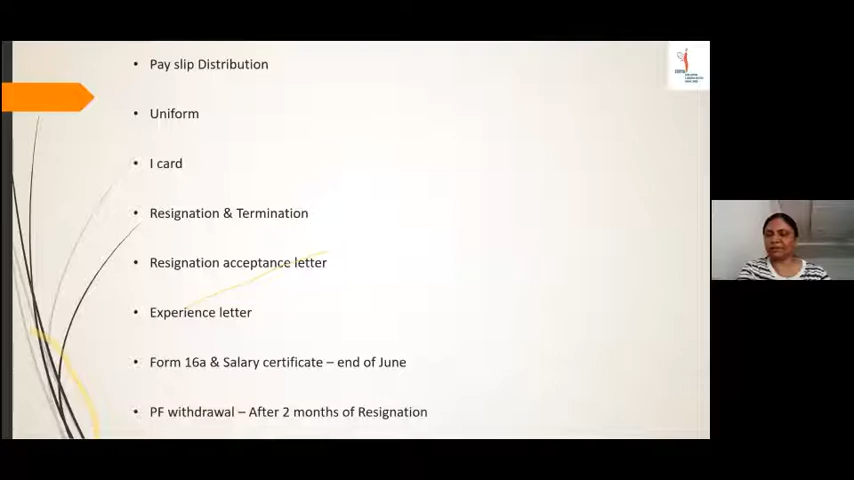 • Pay slip Distribution
• Uniform
• I card
• Resignation & Termination
• Resignation acceptance letter
• Experience letter
• Form 16a & Salary certificate – end of June
• PF withdrawal – After 2 months of Resignation